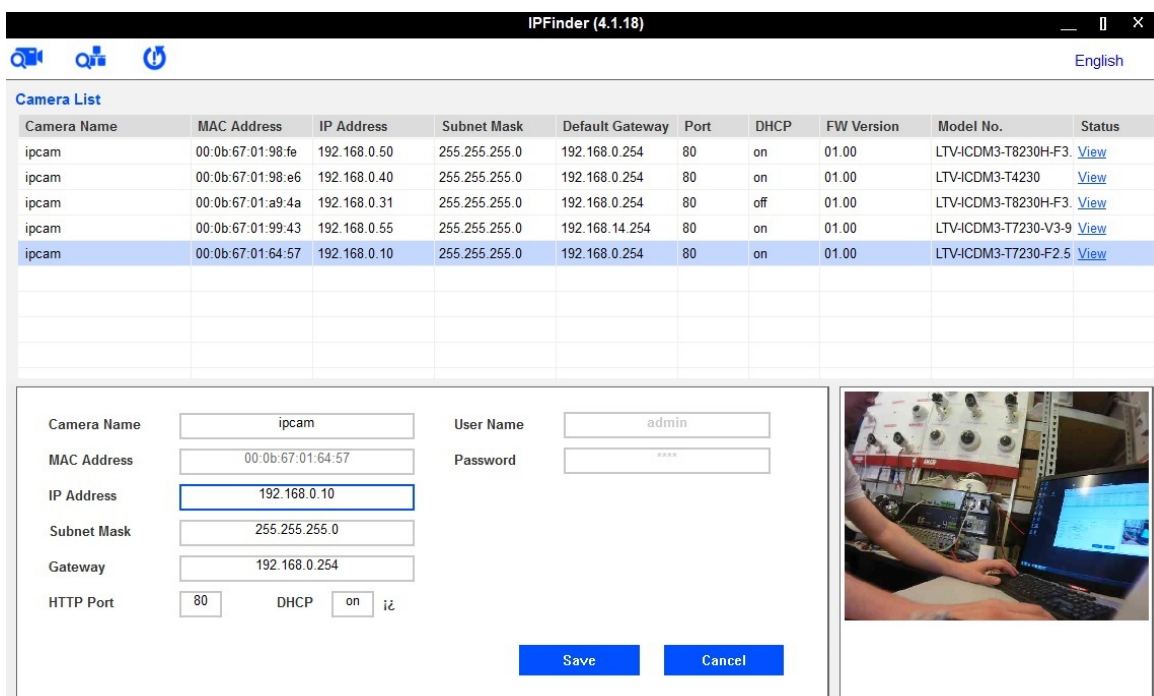 IPFinder (4.1.18)
English
Camera List
Camera Name MAC Address IP Address Subnet Mask Default Gateway Port DHCP FW Version Model No. Status
ipcam 00:0b:67:01:98:fe 192.168.0.50 255.255.255.0 192.168.0.254 80 on 01.00 LTV-ICDM3-T8230H-F3. View
ipcam 00:0b:67:01:98:e6 192.168.0.40 255.255.255.0 192.168.0.254 80 on 01.00 LTV-ICDM3-T4230 View
ipcam 00:0b:67:01:a9:4a 192.168.0.31 255.255.255.0 192.168.0.254 80 off 01.00 LTV-ICDM3-T8230H-F3. View
ipcam 00:0b:67:01:99:43 192.168.0.55 255.255.255.0 192.168.14.254 80 on 01.00 LTV-ICDM3-T7230-V3-9 View
ipcam 00:0b:67:01:64:57 192.168.0.10 255.255.255.0 192.168.0.254 80 on 01.00 LTV-ICDM3-T7230-F2.5 View
Camera Name ipcam User Name admin
MAC Address 00:0b:67:01:64:57 Password ****
IP Address 192.168.0.10
Subnet Mask 255.255.255.0
Gateway 192.168.0.254
HTTP Port 80 DHCP on ¡¿
Save Cancel